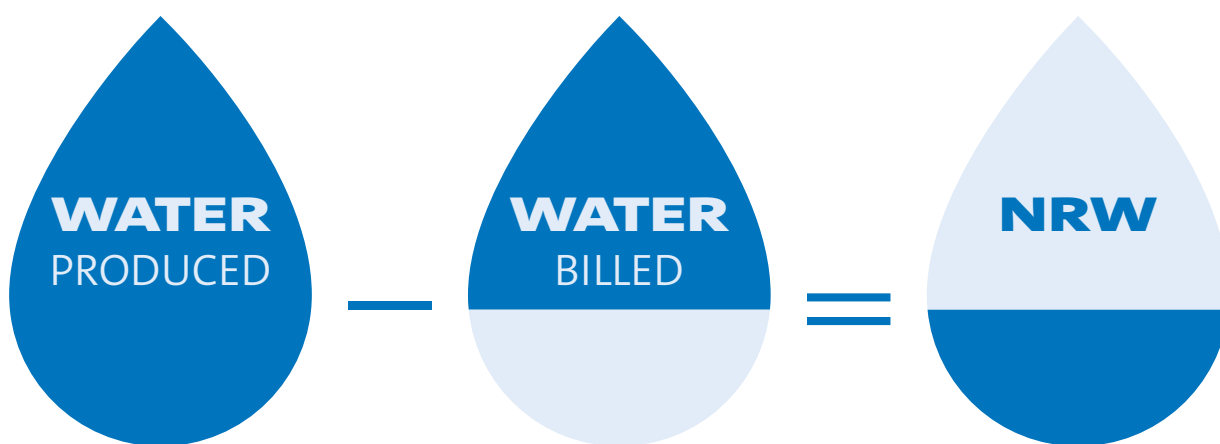 WATER
PRODUCED
—
WATER
BILLED
=
NRW